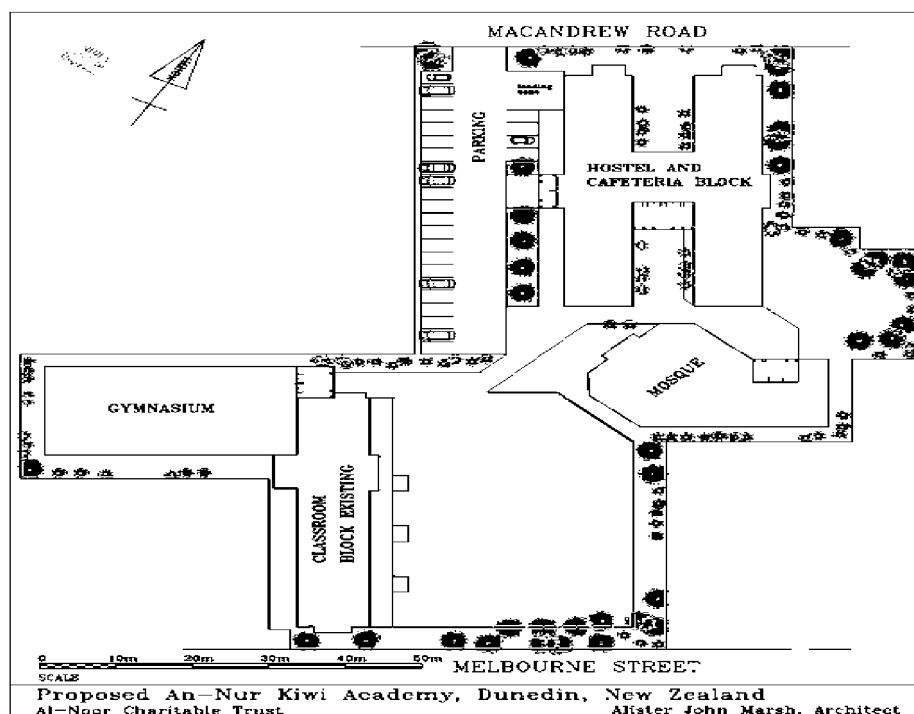 MACANDREW ROAD
NORTH
PARKING
HOSTEL AND
CAFETERIA BLOCK
MOSQUE
GYMNASIUM
CLASSROOM
BLOCK EXISTING
0 10m 20m 30m 40m 50m
SCALE
MELBOURNE STREET
Proposed An-Nur Kiwi Academy, Dunedin, New Zealand
Al-Noor Charitable Trust
Alister John Marsh, Architect